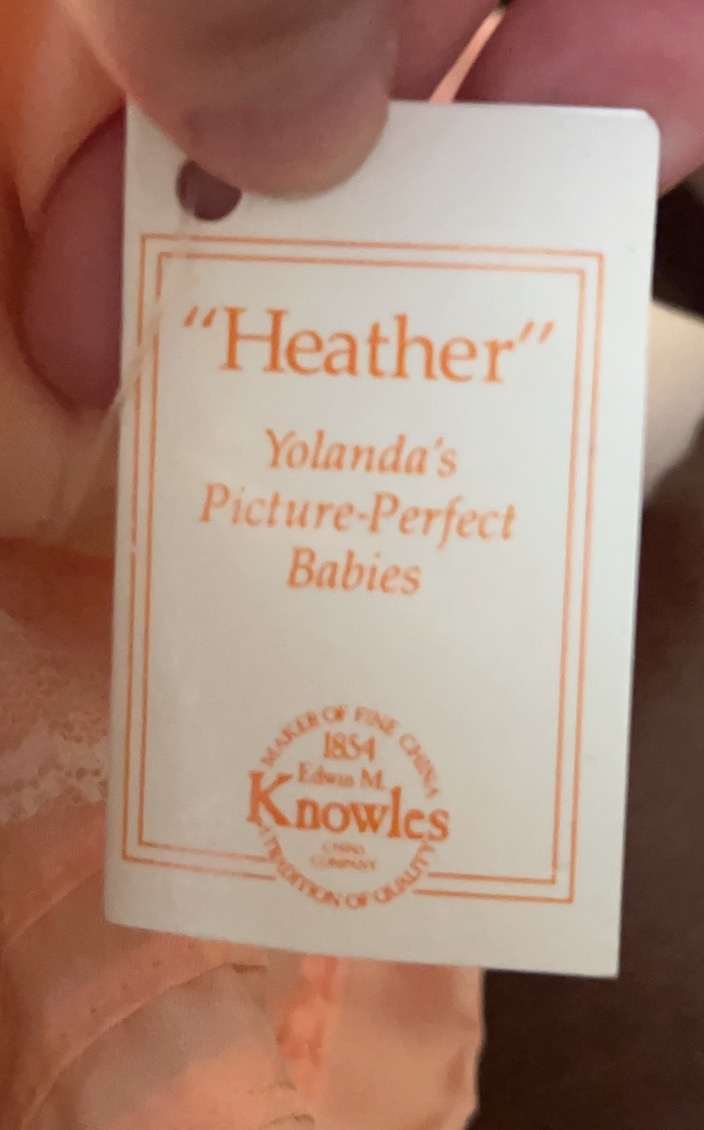 “Heather”
Yolanda's
Picture-Perfect
Babies
MAKER OF FINE CHINA
1854
Edwin M.
Knowles
CHINA
COMPANY
A TRADITION OF QUALITY